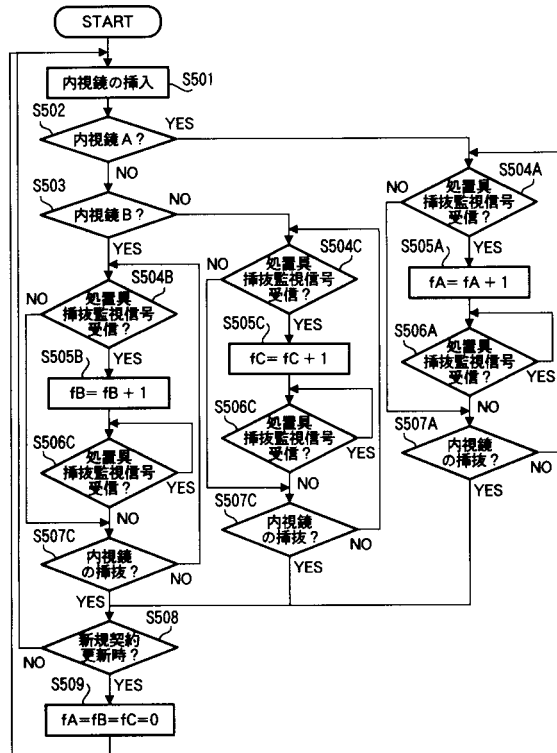 START
内視鏡の挿入
S501
S502
内視鏡A?
YES
NO
S503
内視鏡B?
NO
YES
S504A
NO
処置具
挿抜監視信号
受信?
YES
S505A
fA= fA + 1
S506A
処置具
挿抜監視信号
受信?
YES
NO
S507A
内視鏡
の挿抜?
NO
YES
S504B
NO
処置具
挿抜監視信号
受信?
YES
S505B
fB= fB + 1
S506C
処置具
挿抜監視信号
受信?
YES
NO
S507C
内視鏡
の挿抜?
NO
YES
S504C
NO
処置具
挿抜監視信号
受信?
YES
S505C
fC= fC + 1
S506C
処置具
挿抜監視信号
受信?
YES
NO
S507C
内視鏡
の挿抜?
NO
YES
S508
新規契約
更新時?
NO
YES
S509
fA=fB=fC=0